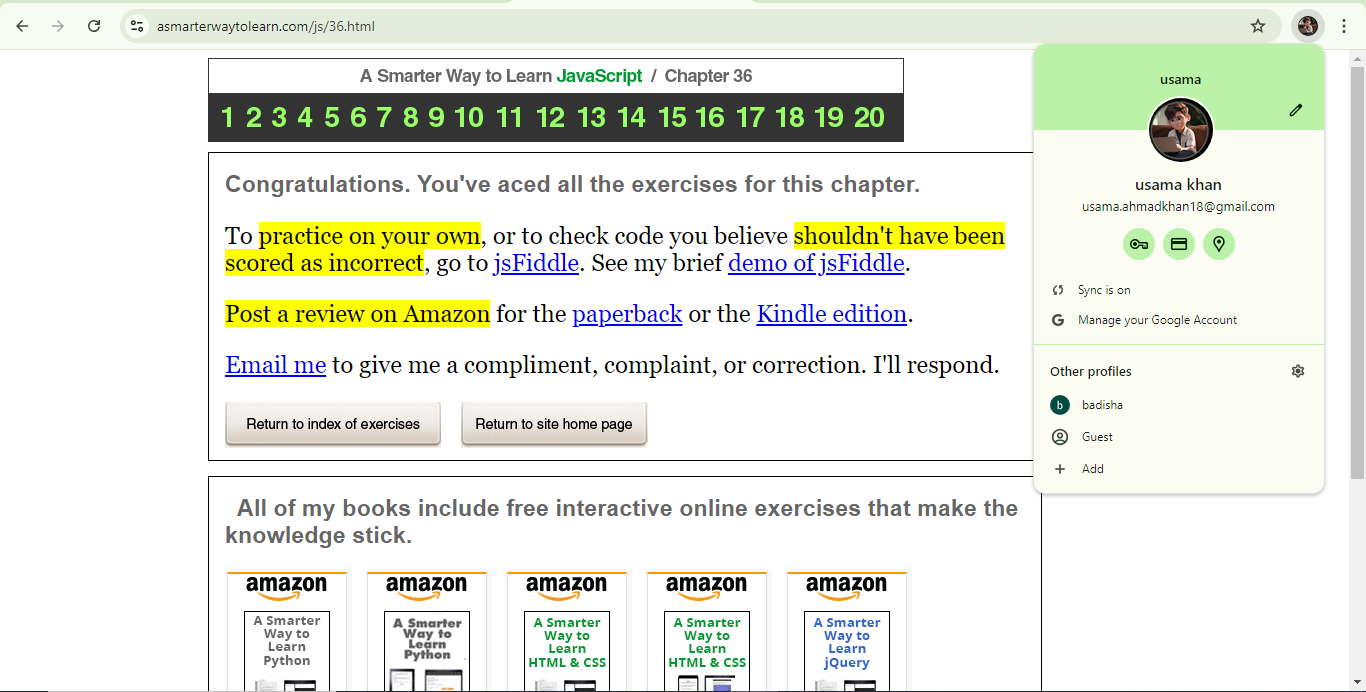 asmarterwaytolearn.com/js/36.html
A Smarter Way to Learn JavaScript / Chapter 36
1 2 3 4 5 6 7 8 9 10 11 12 13 14 15 16 17 18 19 20
Congratulations. You've aced all the exercises for this chapter.
To practice on your own, or to check code you believe shouldn't have been
scored as incorrect, go to jsFiddle. See my brief demo of jsFiddle.
Post a review on Amazon for the paperback or the Kindle edition.
Email me to give me a compliment, complaint, or correction. I'll respond.
Return to index of exercises
Return to site home page
All of my books include free interactive online exercises that make the
knowledge stick.
amazon
A Smarter
Way to
Learn
Python
amazon
A Smarter
Way to
Learn
Python
amazon
A Smarter
Way to
Learn
HTML & CSS
amazon
A Smarter
Way to
Learn
HTML & CSS
amazon
A Smarter
Way to
Learn
jQuery
usama
usama khan
usama.ahmadkhan18@gmail.com
Sync is on
G
Manage your Google Account
Other profiles
b
badisha
Guest
Add